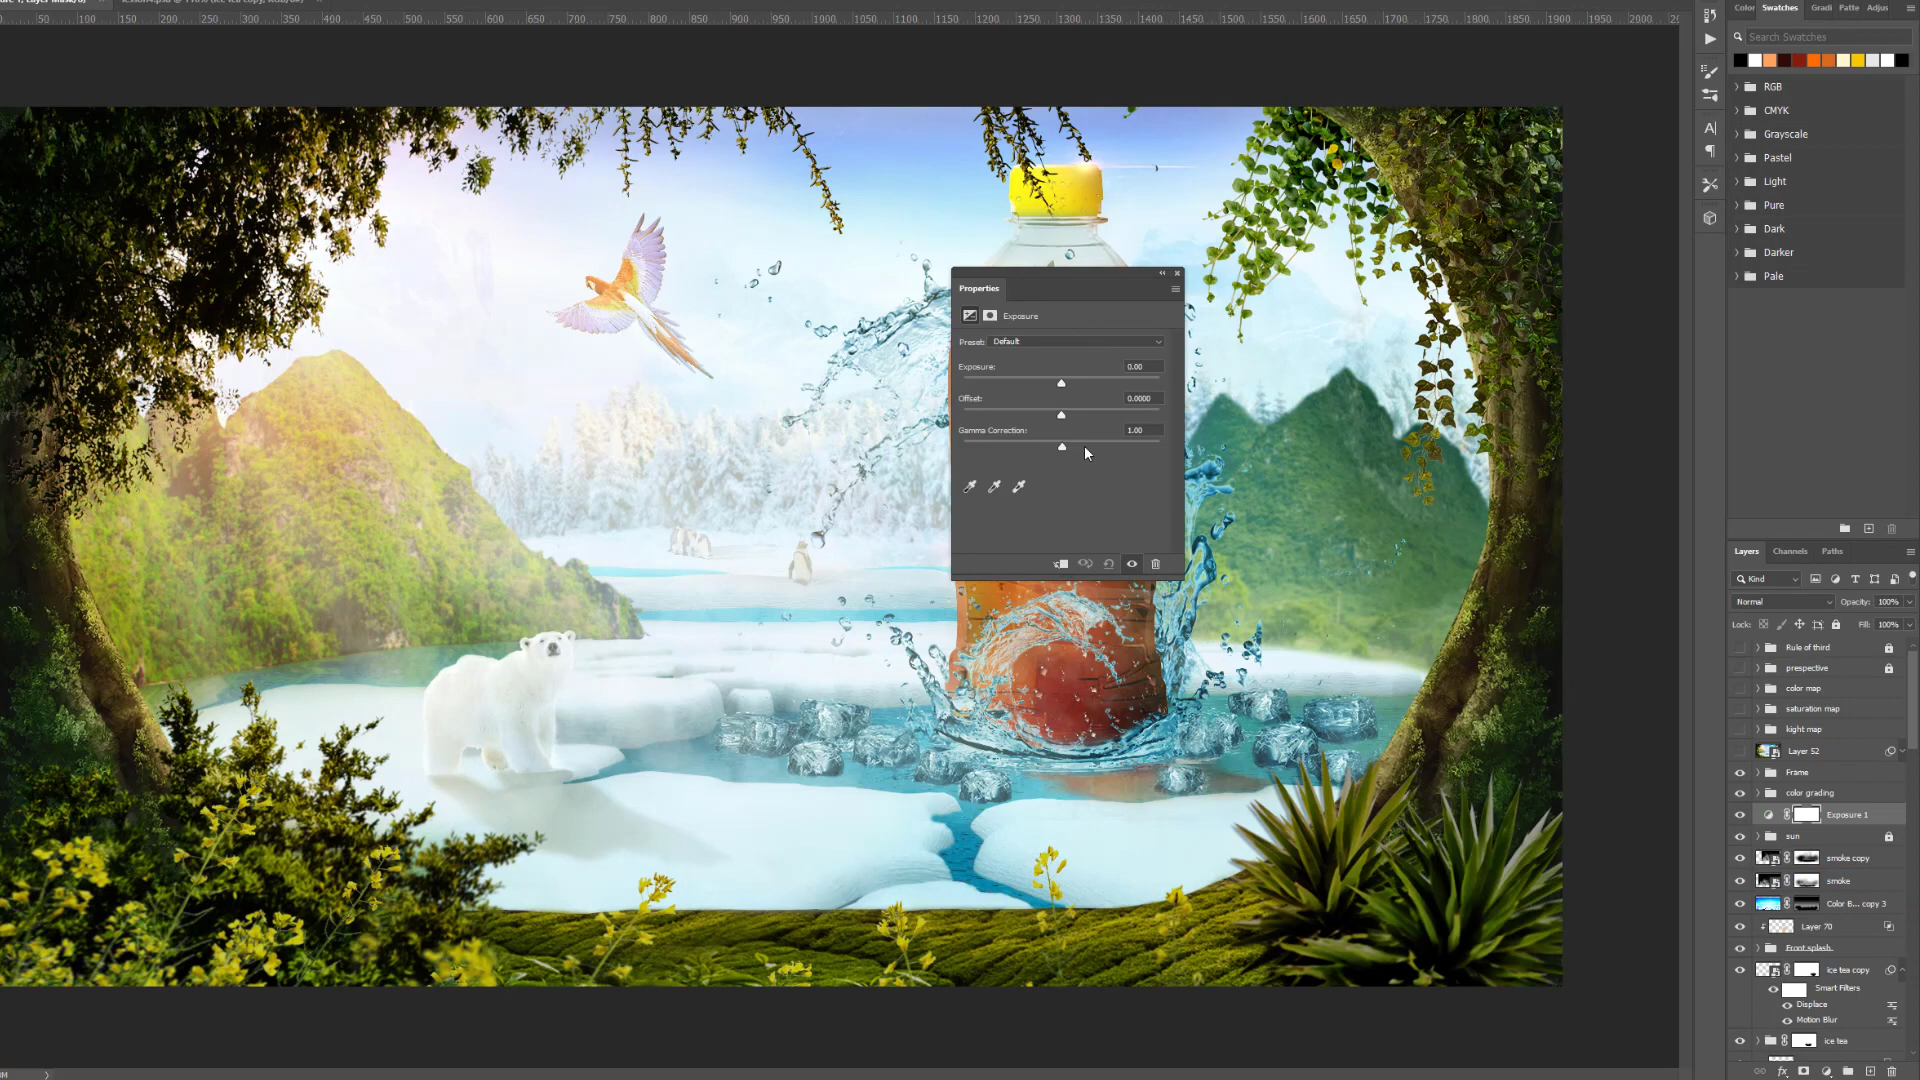 0 50 100 150 200 250 300 350 400 450 500 550 600 650 700 750 800 850 900 950 1000 1050 1100 1150 1200 1250 1300 1350 1400 1450 1500 1550 1600 1650 1700 1750 1800 1850 1900 1950 2000
Color Swatches Gradi Patte Adjus
Search Swatches
RGB
CMYK
Grayscale
Pastel
Light
Pure
Dark
Darker
Pale
Properties
Exposure
Preset: Default
Exposure: 0.00
Offset: 0.0000
Gamma Correction: 1.00
Layers Channels Paths
Kind
Normal Opacity: 100%
Lock: Fill: 100%
Rule of third
prespective
color map
saturation map
kight map
Layer 52
Frame
color grading
Exposure 1
sun
smoke copy
smoke
Color B... copy 3
Layer 70
Front splash.
ice tea copy
Smart Filters
Displace
Motion Blur
ice tea
fx